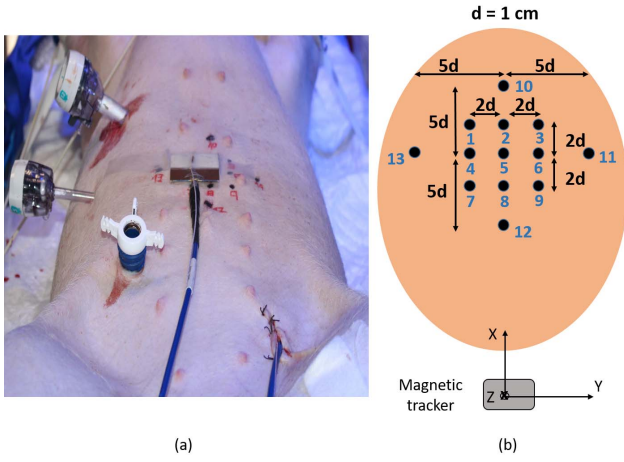 d = 1 cm
5d 5d
10
2d 2d
5d
1 2 3
2d
13
11
4 5 6
5d
2d
7 8 9
12
X
Magnetic
tracker
Z
Y
(a)
(b)